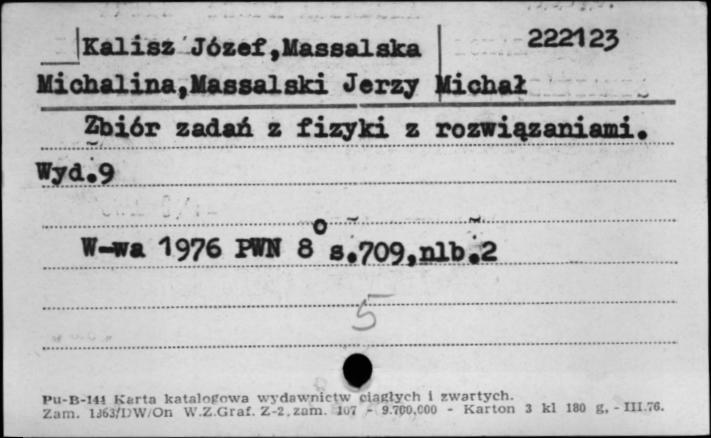 Kalisz Józef,Massalska 222123
Michalina,Massalski Jerzy Michał
Zbiór zadań z fizyki z rozwiązaniami.
Wyd.9
W-wa 1976 PWN 8° s.709,nlb.2
5
Pu-B-144 Karta katalogowa wydawnictw ciągłych i zwartych.
Zam. 1363/DW/On W.Z.Graf. Z-2, zam. 107 - 9.700.000 - Karton 3 kl 180 g, - III.76.